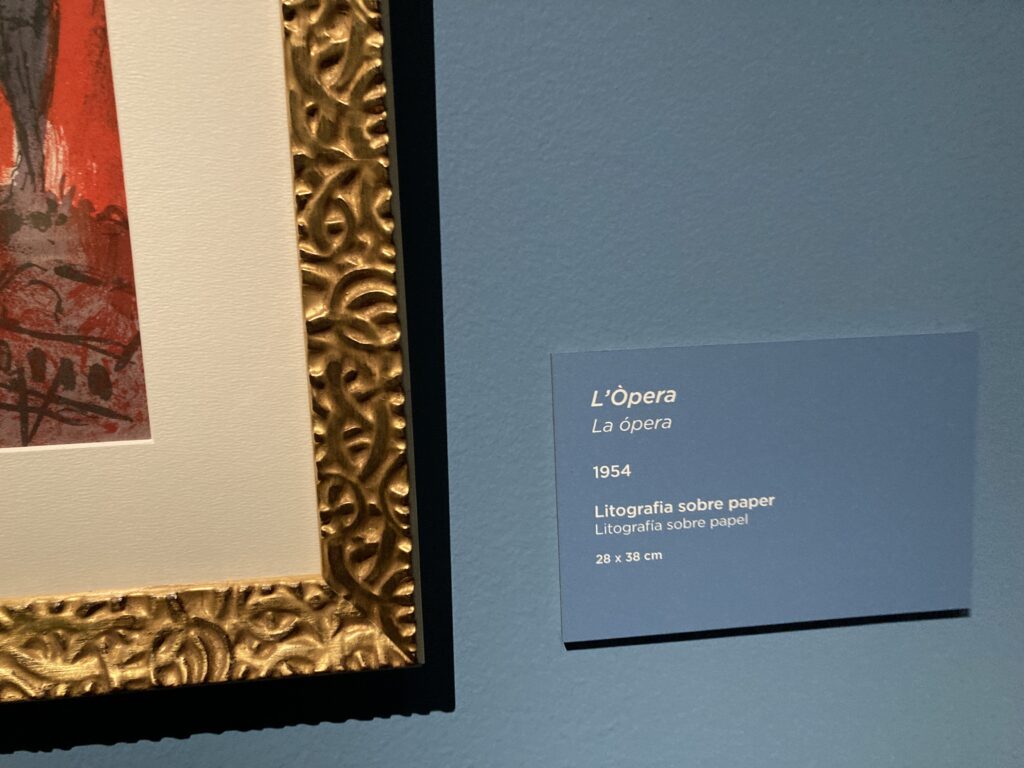 L’Òpera
La ópera
1954
Litografia sobre paper
Litografía sobre papel
28 x 38 cm